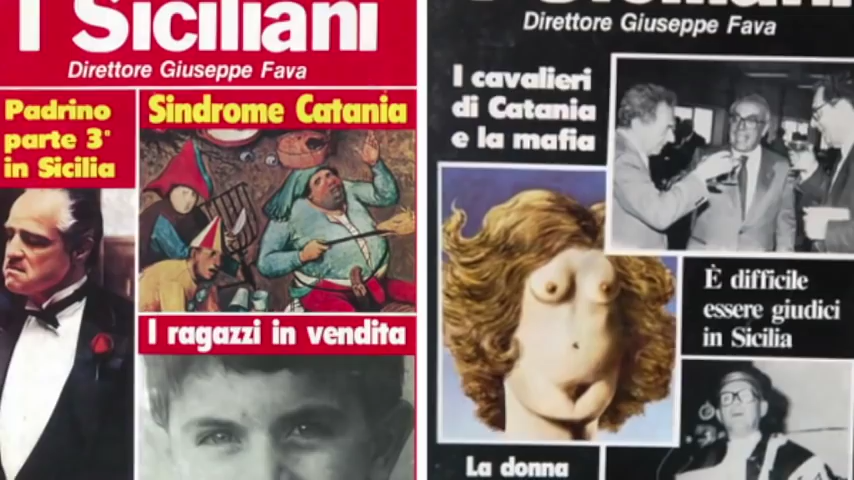 I Siciliani
Direttore Giuseppe Fava
Padrino
parte 3ª
in Sicilia
Sindrome Catania
I ragazzi in vendita
I Siciliani
Direttore Giuseppe Fava
I cavalieri
di Catania
e la mafia
È difficile
essere giudici
in Sicilia
La donna